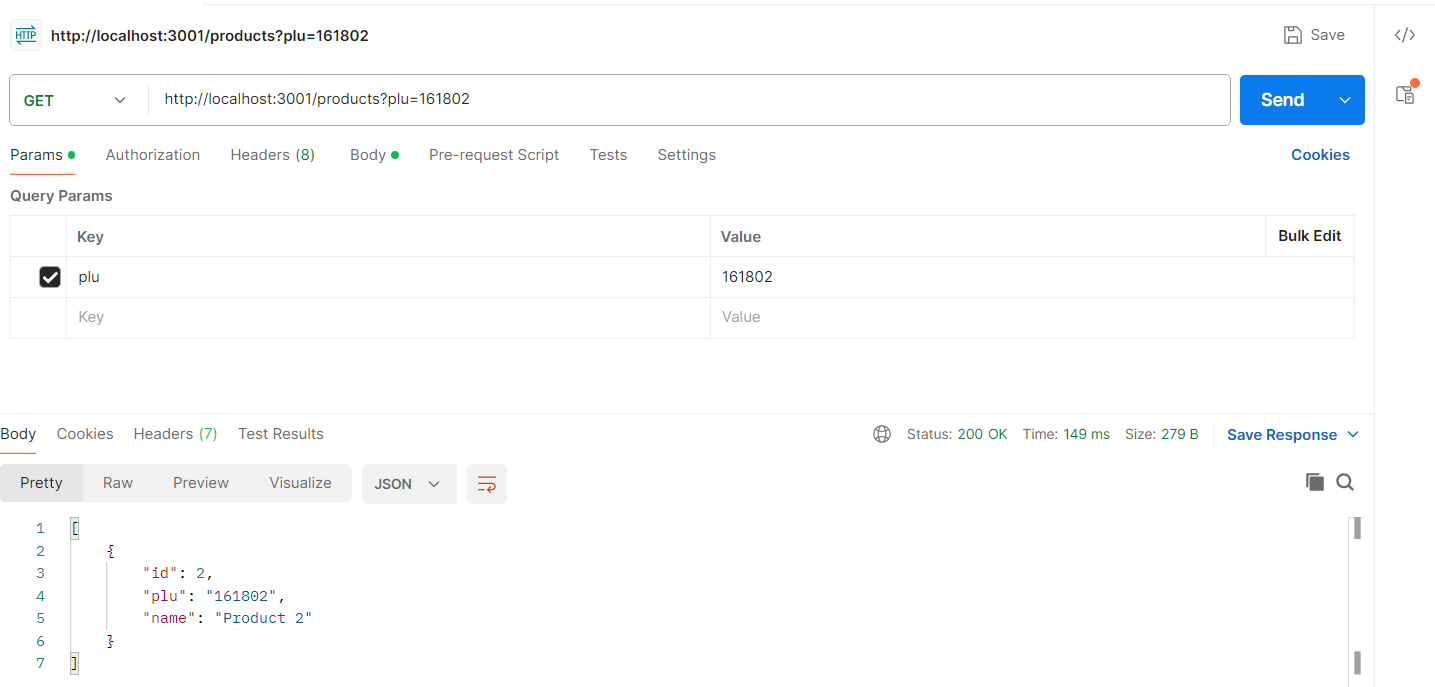 HTTP http://localhost:3001/products?plu=161802 Save </>
GET http://localhost:3001/products?plu=161802 Send
Params Authorization Headers (8) Body Pre-request Script Tests Settings Cookies
Query Params
Key Value Bulk Edit
plu 161802
Key Value
Body Cookies Headers (7) Test Results Status: 200 OK Time: 149 ms Size: 279 B Save Response
Pretty Raw Preview Visualize JSON
1 [
2 {
3 "id": 2,
4 "plu": "161802",
5 "name": "Product 2"
6 }
7 ]